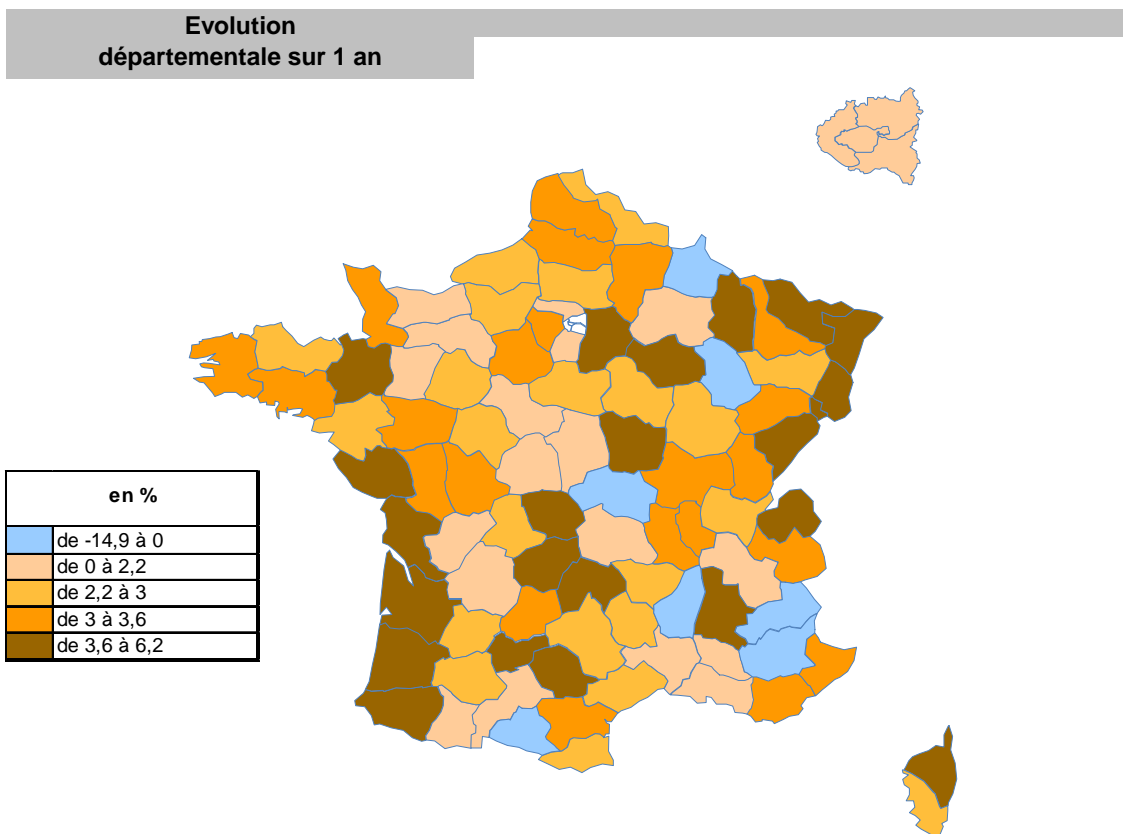 Evolution
départementale sur 1 an
en %
de -14,9 à 0
de 0 à 2,2
de 2,2 à 3
de 3 à 3,6
de 3,6 à 6,2